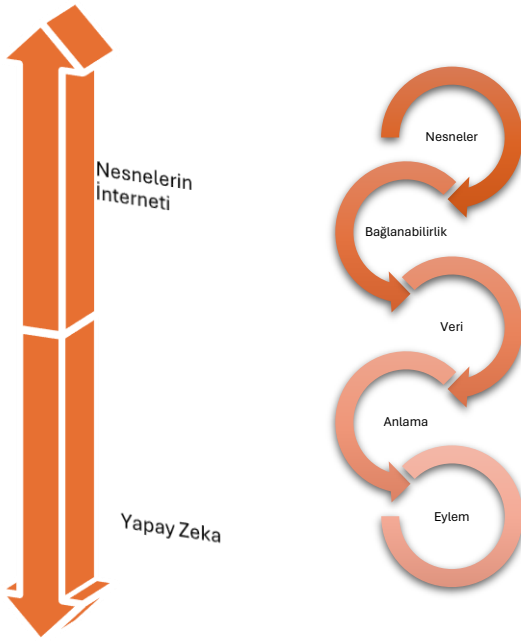 Nesnelerin
İnterneti
Yapay Zeka
Nesneler
Bağlanabilirlik
Veri
Anlama
Eylem